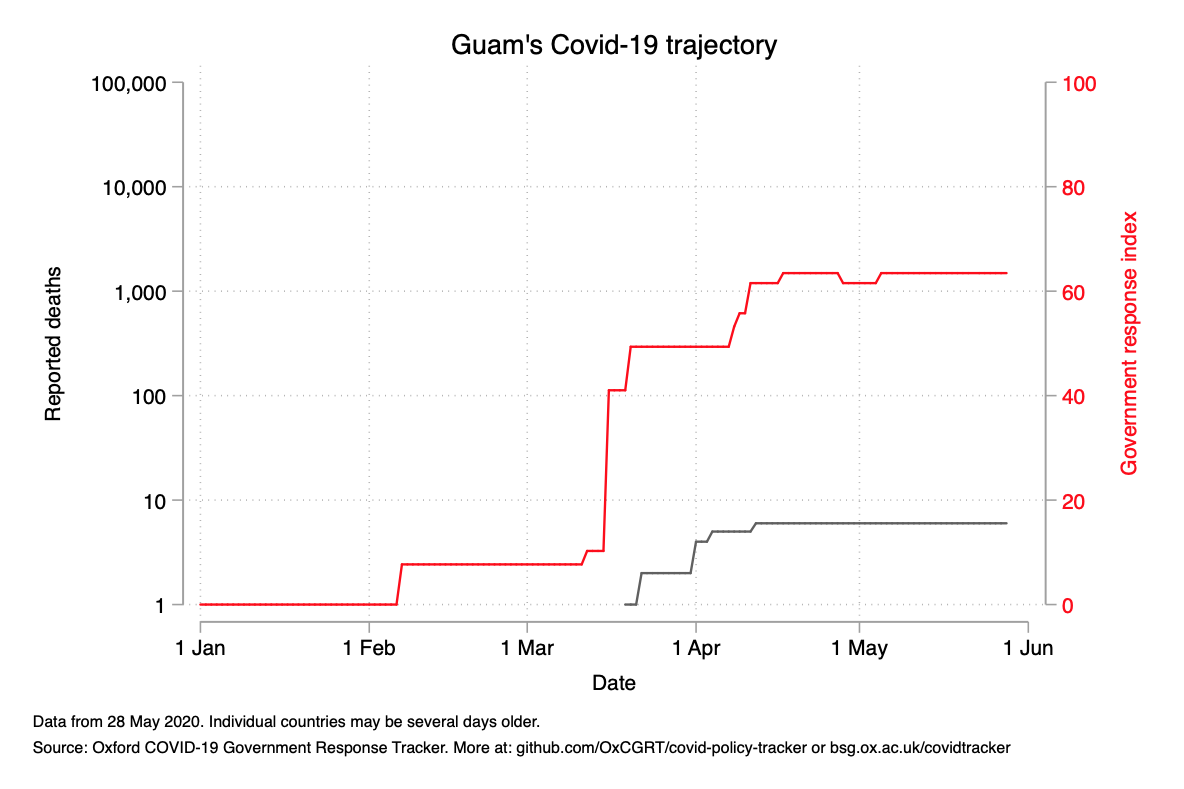 Guam's Covid-19 trajectory
100,000
10,000
1,000
100
10
1
Reported deaths
100
80
60
40
20
0
Government response index
1 Jan
1 Feb
1 Mar
1 Apr
1 May
1 Jun
Date
Data from 28 May 2020. Individual countries may be several days older.
Source: Oxford COVID-19 Government Response Tracker. More at: github.com/OxCGRT/covid-policy-tracker or bsg.ox.ac.uk/covidtracker